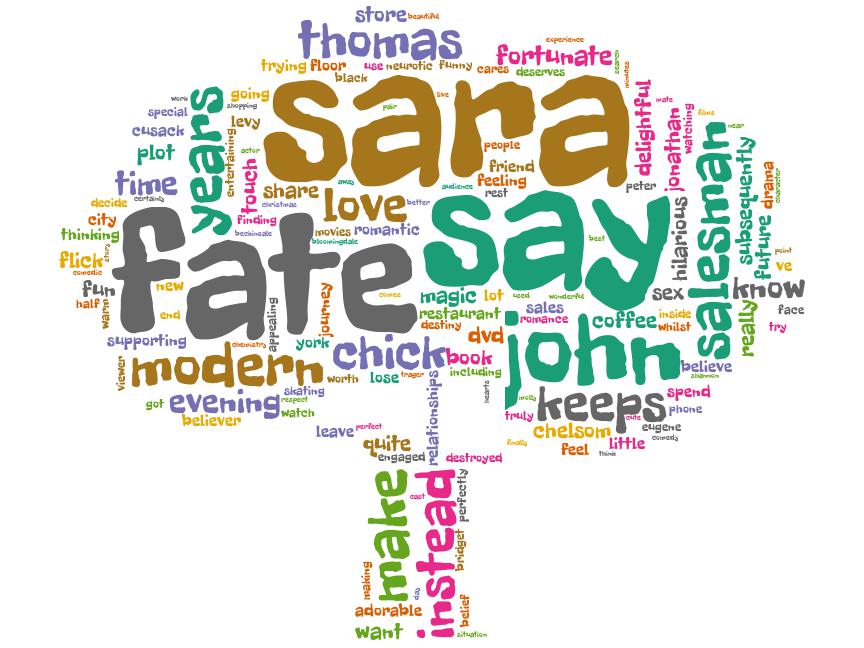 store
beautiful
thomas
experience
fortunate
search
trying
floor
use
neurotic
funny
cares
deserves
minutes
black
sara
work
years
going
shopping
pair
live
delightful
mate
special
levy
jonathan
watching
films
near
cusack
entertaining
actor
people
salesman
plot
friend
subsequently
touch
away
audience
feeling
peter
drama
time
share
rest
character
certainly
christmas
love
better
say
decide
fate
hilarious
future
city
finding
movies
romantic
best
thinking
beckinsale
bloomingdale
flick
story
point
comedic
ve
fun
new
comes
magic
lot
used
wonderful
sex
know
half
warm
end
appealing
journey
restaurant
sales
inside
face
destiny
romance
coffee
whilst
really
try
supporting
chemistry
york
chick
dvd
john
viewer
modern
book
believe
worth
lose
trager
including
shannon
skating
relationships
hearts
spend
got
evening
respect
molly
keeps
phone
believer
watch
truly
cute
leave
perfect
chelsom
eugene
quite
finally
little
comedy
engaged
destroyed
feel
think
make
cast
instead
perfectly
bridget
making
day
belief
adorable
want
situation